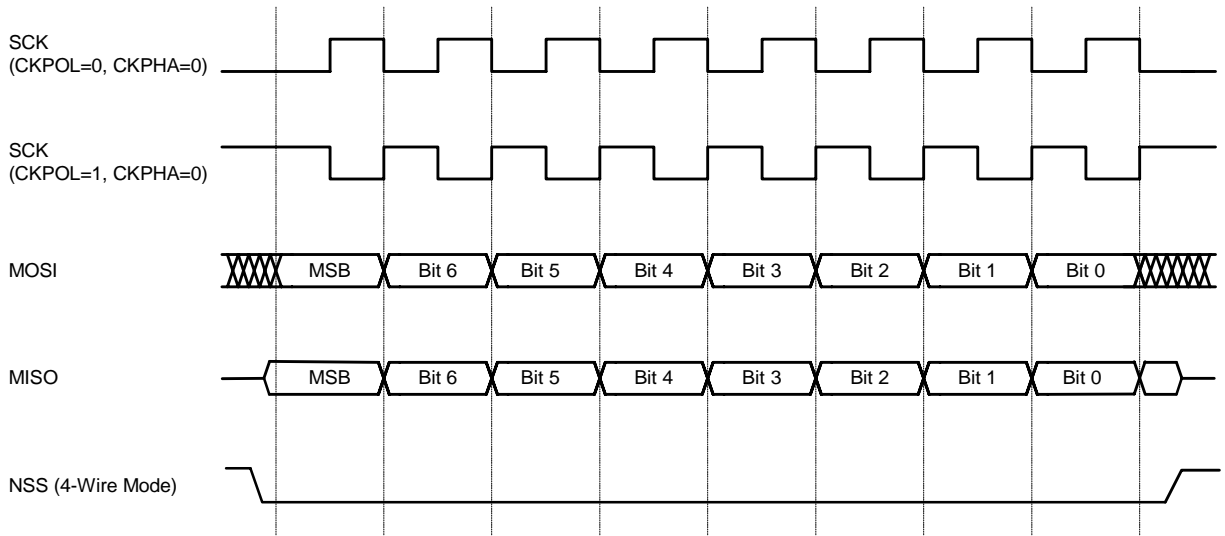 SCK
(CKPOL=0, CKPHA=0)
SCK
(CKPOL=1, CKPHA=0)
MOSI
MSB Bit 6 Bit 5 Bit 4 Bit 3 Bit 2 Bit 1 Bit 0
MISO
MSB Bit 6 Bit 5 Bit 4 Bit 3 Bit 2 Bit 1 Bit 0
NSS (4-Wire Mode)